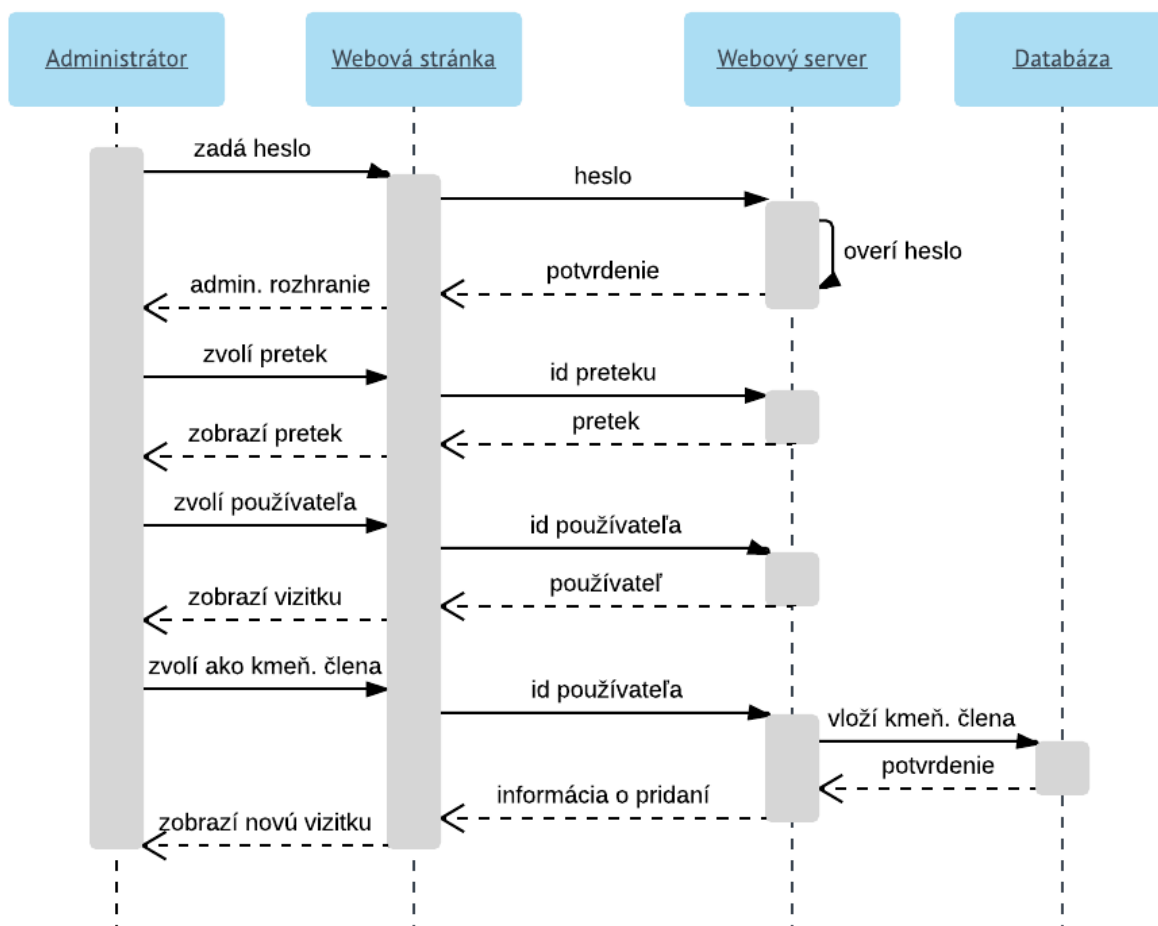 Administrátor
Webová stránka
Webový server
Databáza
zadá heslo
heslo
overí heslo
potvrdenie
admin. rozhranie
zvolí pretek
id preteku
pretek
zobrazí pretek
zvolí používateľa
id používateľa
používateľ
zobrazí vizitku
zvolí ako kmeň. člena
id používateľa
vloží kmeň. člena
potvrdenie
informácia o pridaní
zobrazí novú vizitku